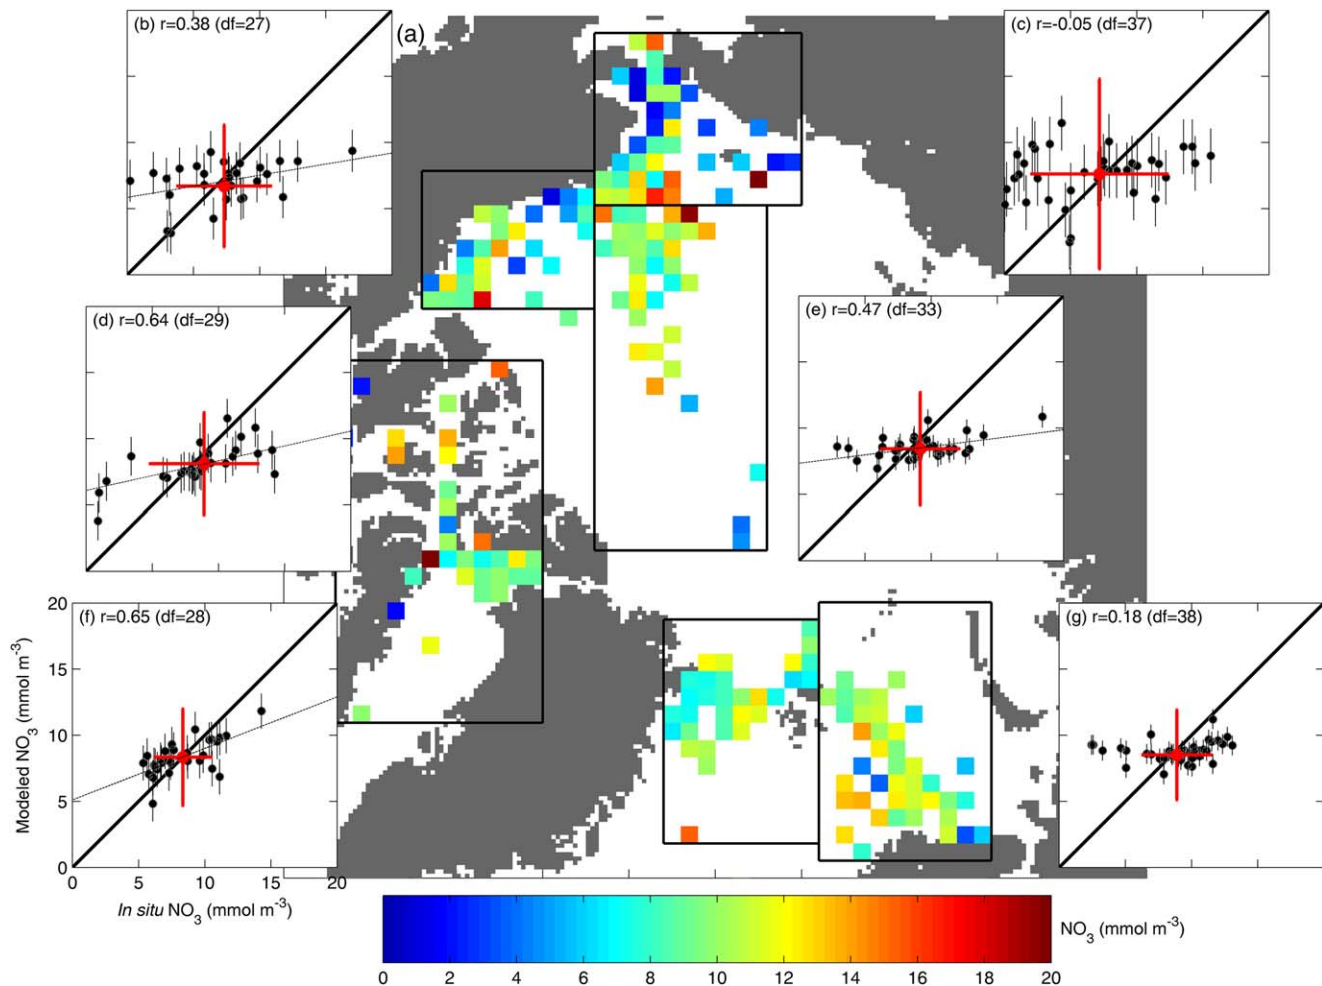 (b) r=0.38 (df=27)
(a)
(c) r=-0.05 (df=37)
(d) r=0.64 (df=29)
(e) r=0.47 (df=33)
(f) r=0.65 (df=28)
(g) r=0.18 (df=38)
20
15
10
5
0
Modeled NO₃ (mmol m⁻³)
0 5 10 15 20
In situ NO₃ (mmol m⁻³)
NO₃ (mmol m⁻³)
0 2 4 6 8 10 12 14 16 18 20